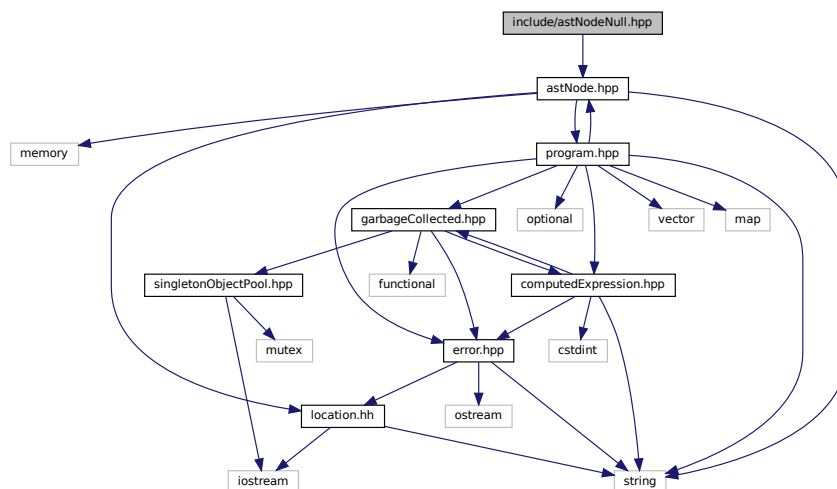 include/astNodeNull.hpp
astNode.hpp
memory
program.hpp
garbageCollected.hpp
optional
vector
map
singletonObjectPool.hpp
functional
computedExpression.hpp
mutex
error.hpp
cstdint
location.hh
ostream
iostream
string